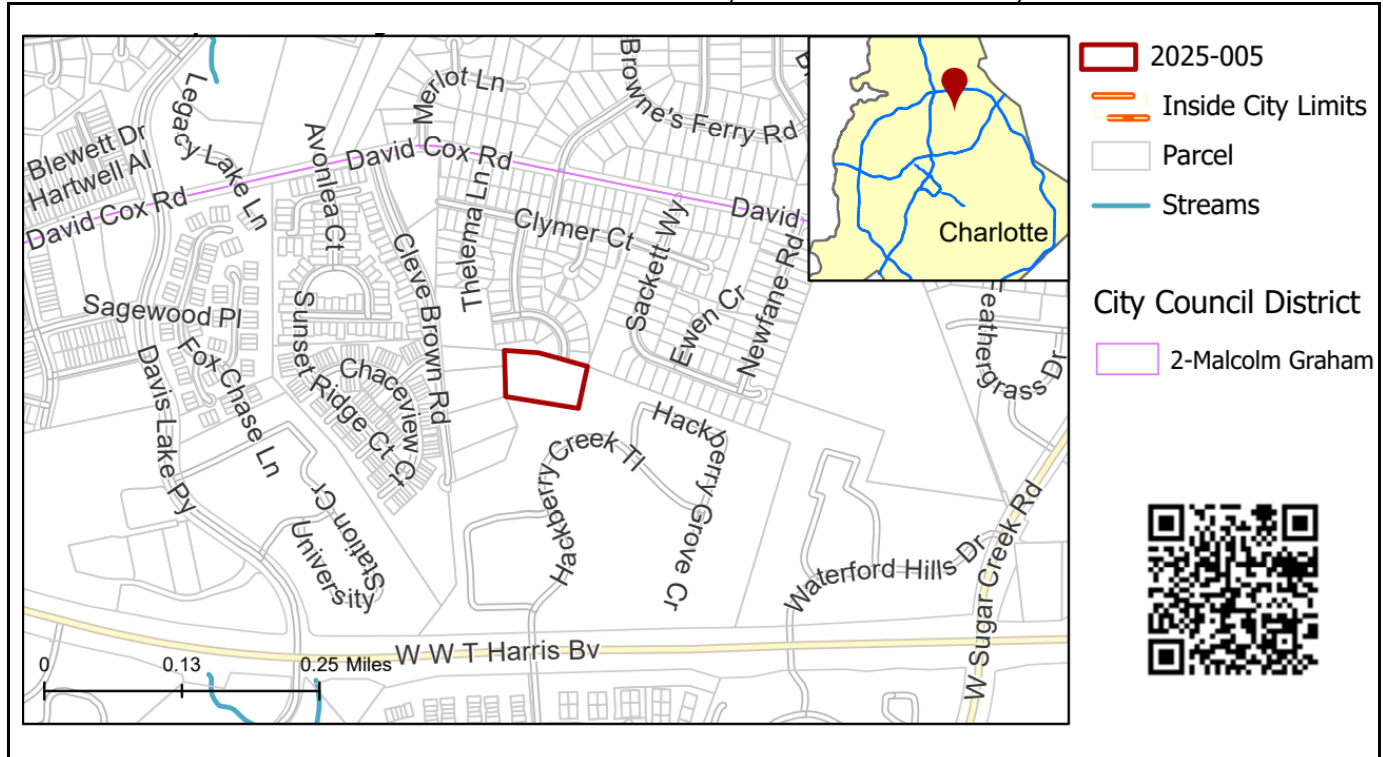 Merlot Ln
Browne's Ferry Rd
Legacy Lake Ln
Blewett Dr
Hartwell Al
David Cox Rd
Avonlea Ct
David Cox Rd
Thelema Ln
Clymer Ct
Sackett Wy
David
Newfane Rd
Ewen Cr
Cleve Brown Rd
Sagewood Pl
Sunset Ridge Ct
Chaceview Ct
Ct
Fox Chase Ln
Davis Lake Py
Station Cr
University
Hackberry Creek Tl
Hackberry Grove Cr
Waterford Hills Dr
W Sugar Creek Rd
eathergrass Dr
W W T Harris Bv
0
0.13
0.25 Miles
Charlotte
2025-005
Inside City Limits
Parcel
Streams
City Council District
2-Malcolm Graham